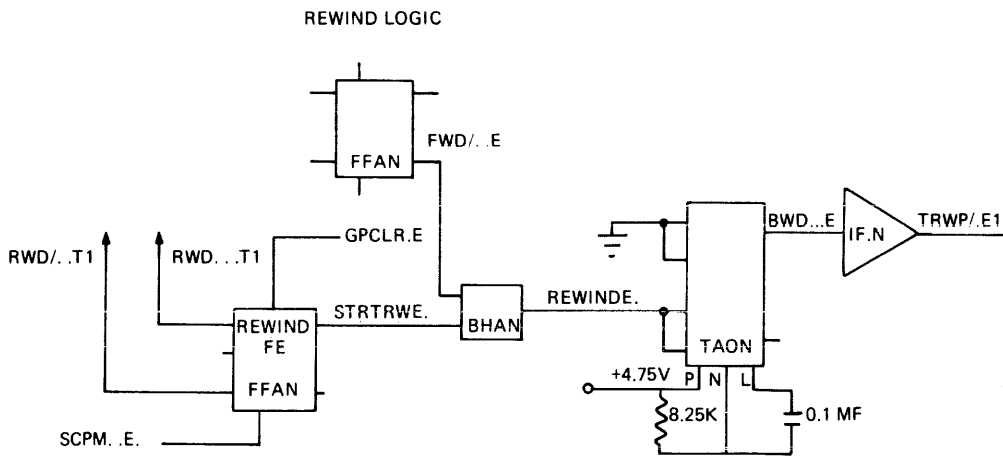 REWIND LOGIC
FWD/. .E
FFAN
GPCLR.E
RWD/. .T1
RWD. . .T1
BWD...E
IF.N
TRWP/.E1
STRTRWE.
REWINDE.
REWIND
FE
BHAN
TAON
FFAN
+4.75V
P
N
L
8.25K
0.1 MF
SCPM. .E.